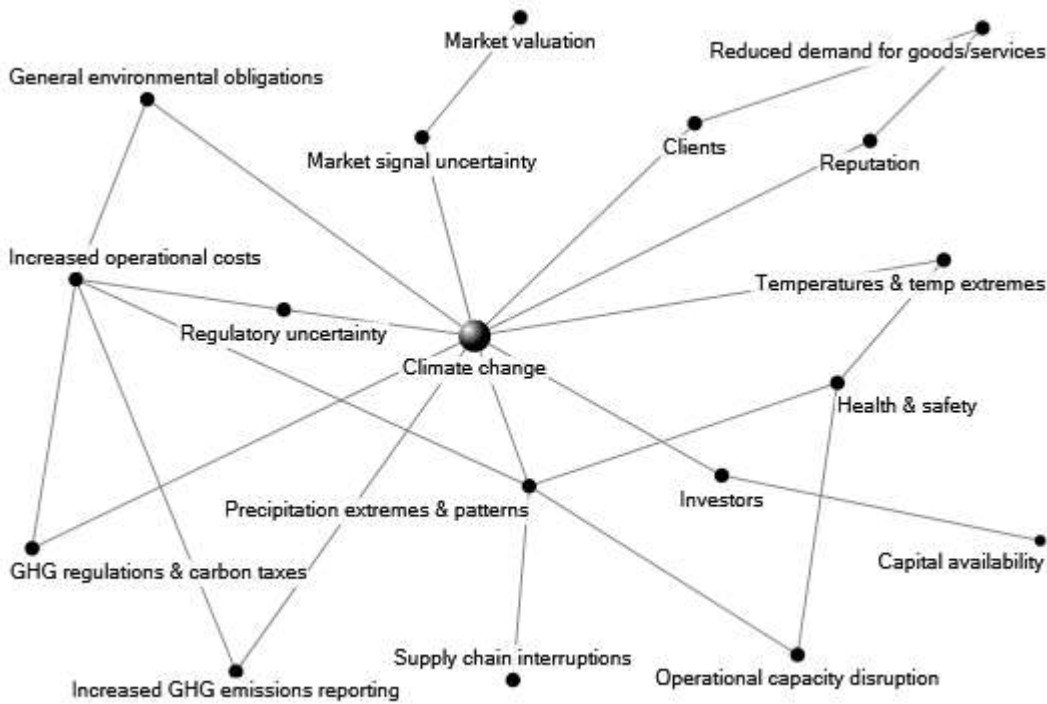 Market valuation
Reduced demand for goods/services
General environmental obligations
Clients
Market signal uncertainty
Reputation
Increased operational costs
Temperatures & temp extremes
Regulatory uncertainty
Climate change
Health & safety
Investors
Precipitation extremes & patterns
Capital availability
GHG regulations & carbon taxes
Supply chain interruptions
Operational capacity disruption
Increased GHG emissions reporting